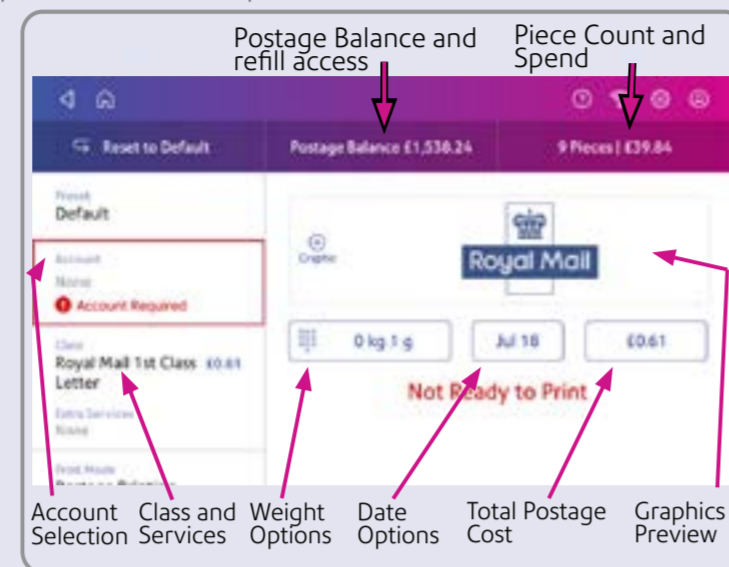 Postage Balance and
refill access
Piece Count and
Spend
Reset to Default
Postage Balance £1,538.24
9 Pieces | £39.84
Preset
Default
Account
None
Account Required
Class
Royal Mail 1st Class £0.61
Letter
Extra Services
None
Print Mode
Graphic
Royal Mail
0 kg 1 g
Jul 18
£0.61
Not Ready to Print
Account
Selection
Class and
Services
Weight
Options
Date
Options
Total Postage
Cost
Graphics
Preview